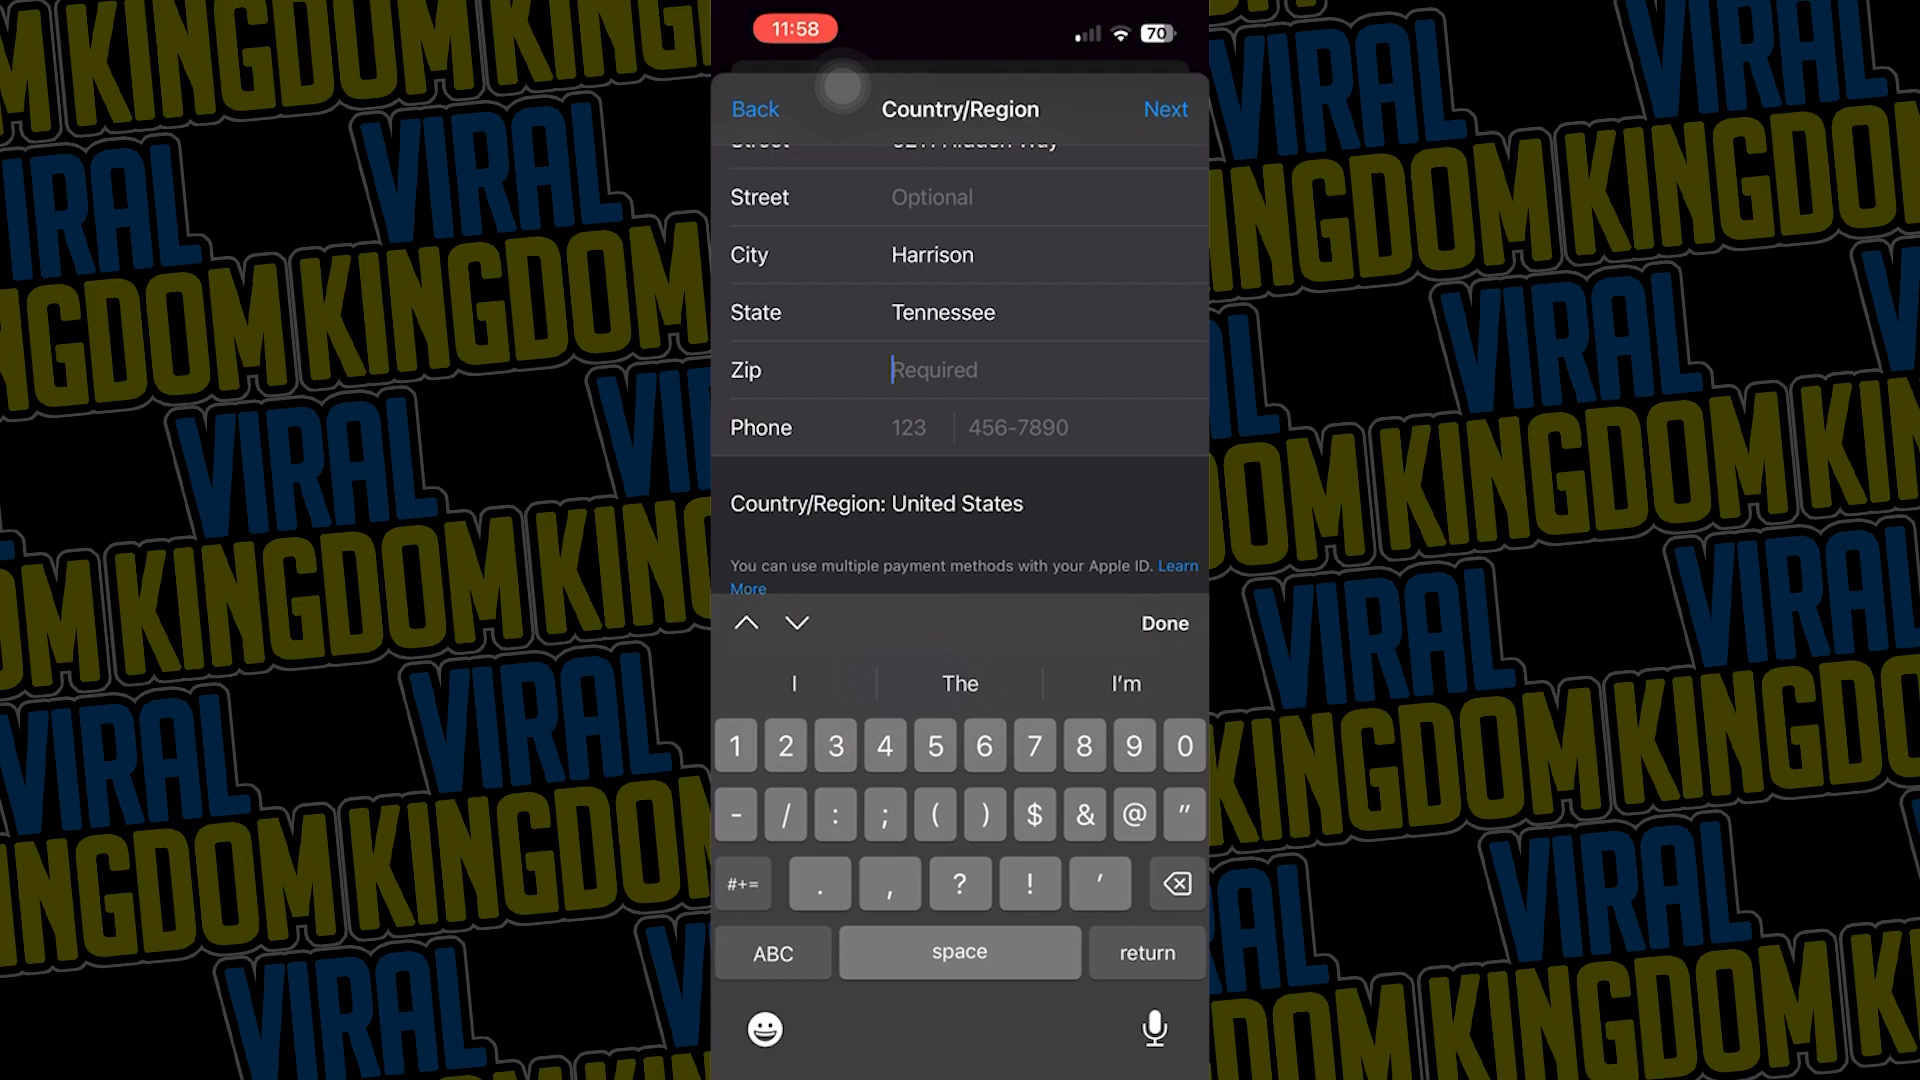 11:58
70
Back
Country/Region
Next
Street
Street Optional
City Harrison
State Tennessee
Zip Required
Phone 123 456-7890
Country/Region: United States
You can use multiple payment methods with your Apple ID. Learn
More
Done
I The I'm
1 2 3 4 5 6 7 8 9 0
- / : ; ( ) $ & @ "
#+= . , ? ! '
ABC space return
VIRAL
KINGDOM